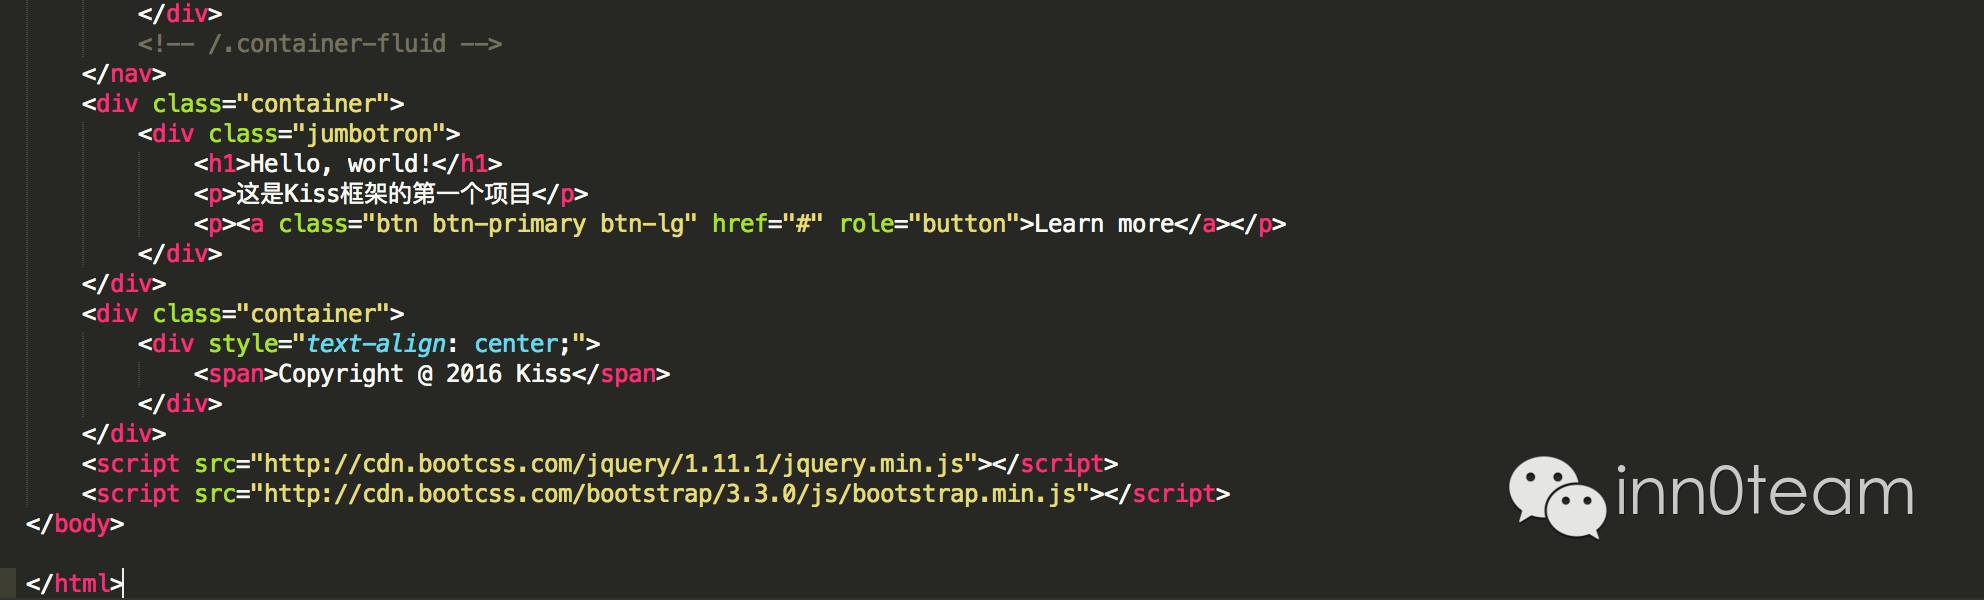 </div>
<!-- /.container-fluid -->
</nav>
<div class="container">
<div class="jumbotron">
<h1>Hello, world!</h1>
<p>这是Kiss框架的第一个项目</p>
<p><a class="btn btn-primary btn-lg" href="#" role="button">Learn more</a></p>
</div>
</div>
<div class="container">
<div style="text-align: center;">
<span>Copyright @ 2016 Kiss</span>
</div>
</div>
<script src="http://cdn.bootcss.com/jquery/1.11.1/jquery.min.js"></script>
<script src="http://cdn.bootcss.com/bootstrap/3.3.0/js/bootstrap.min.js"></script>
</body>
</html>
inn0team